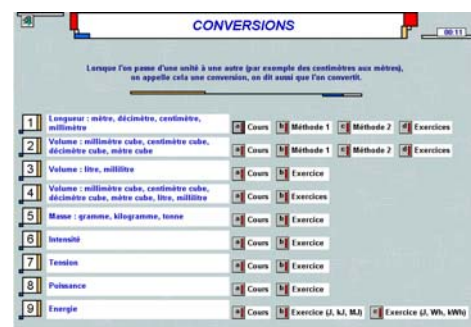 CONVERSIONS
00:11
Lorsque l'on passe d'une unité à une autre (par exemple des centimètres aux mètres),
on appelle cela une conversion, on dit aussi que l'on convertit.
1 Longueur : mètre, décimètre, centimètre,
millimètre
a Cours b Méthode 1 c Méthode 2 d Exercices
2 Volume : millimètre cube, centimètre cube,
décimètre cube, mètre cube
a Cours b Méthode 1 c Méthode 2 d Exercices
3 Volume : litre, millilitre
a Cours b Exercice
4 Volume : millimètre cube, centimètre cube,
décimètre cube, mètre cube, litre, millilitre
a Cours b Exercices
5 Masse : gramme, kilogramme, tonne
a Cours b Exercice
6 Intensité
a Cours b Exercice
7 Tension
a Cours b Exercice
8 Puissance
a Cours b Exercice
9 Energie
a Cours b Exercice (J, kJ, MJ) c Exercice (J, Wh, kWh)